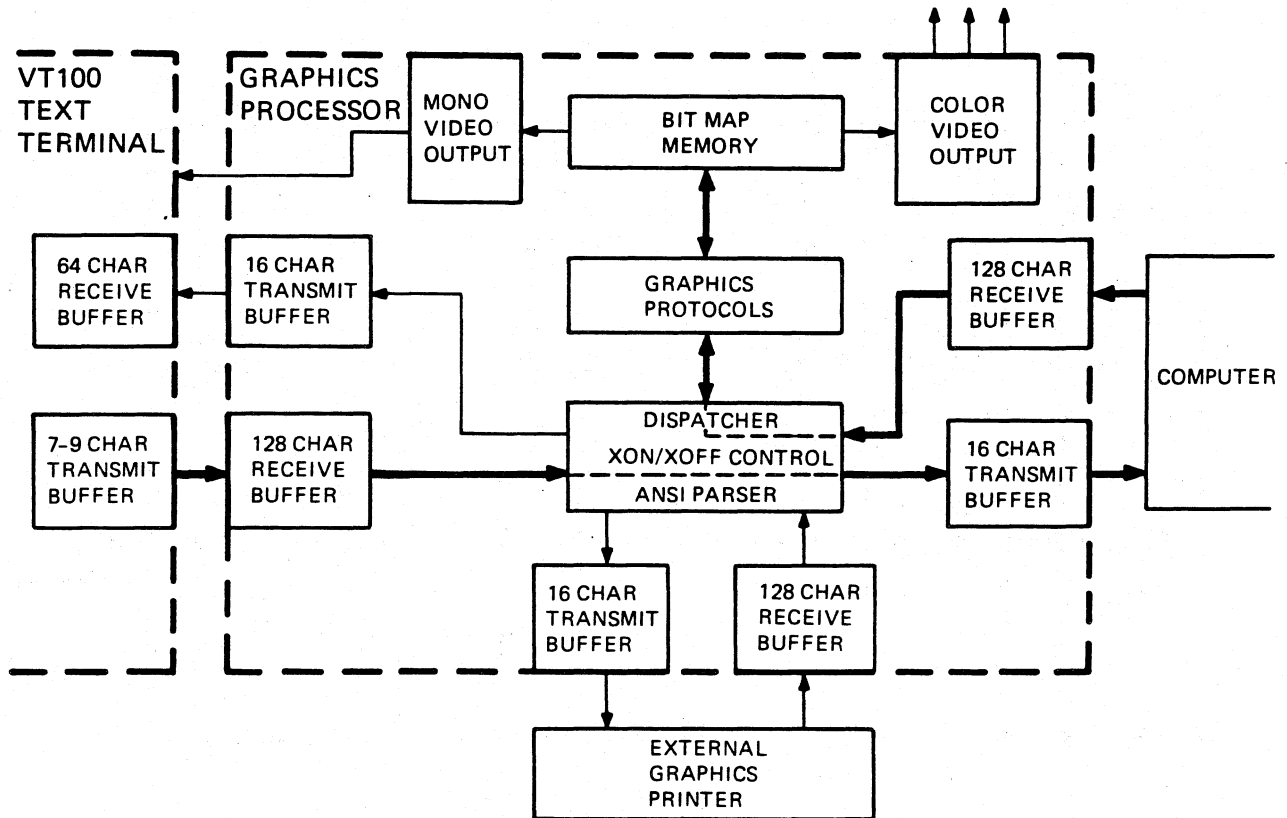 VT100
TEXT
TERMINAL
GRAPHICS
PROCESSOR
MONO
VIDEO
OUTPUT
BIT MAP
MEMORY
COLOR
VIDEO
OUTPUT
64 CHAR
RECEIVE
BUFFER
16 CHAR
TRANSMIT
BUFFER
GRAPHICS
PROTOCOLS
128 CHAR
RECEIVE
BUFFER
COMPUTER
7-9 CHAR
TRANSMIT
BUFFER
128 CHAR
RECEIVE
BUFFER
DISPATCHER
XON/XOFF CONTROL
ANSI PARSER
16 CHAR
TRANSMIT
BUFFER
16 CHAR
TRANSMIT
BUFFER
128 CHAR
RECEIVE
BUFFER
EXTERNAL
GRAPHICS
PRINTER